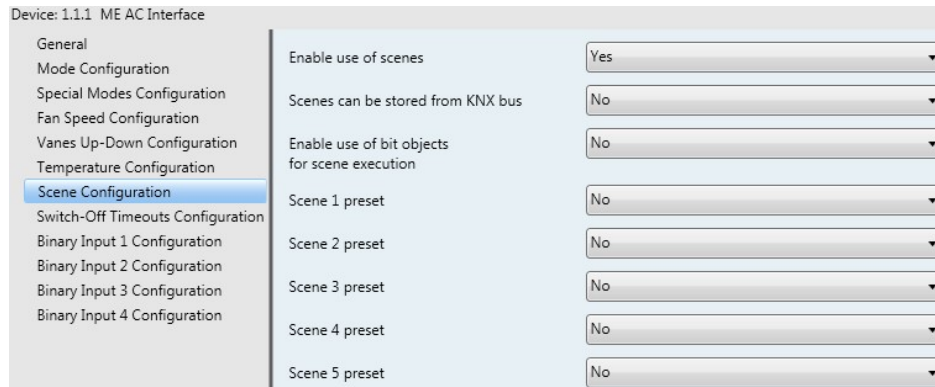 Device: 1.1.1 ME AC Interface
General
Mode Configuration
Special Modes Configuration
Fan Speed Configuration
Vanes Up-Down Configuration
Temperature Configuration
Scene Configuration
Switch-Off Timeouts Configuration
Binary Input 1 Configuration
Binary Input 2 Configuration
Binary Input 3 Configuration
Binary Input 4 Configuration
Enable use of scenes Yes
Scenes can be stored from KNX bus No
Enable use of bit objects No
for scene execution
Scene 1 preset No
Scene 2 preset No
Scene 3 preset No
Scene 4 preset No
Scene 5 preset No